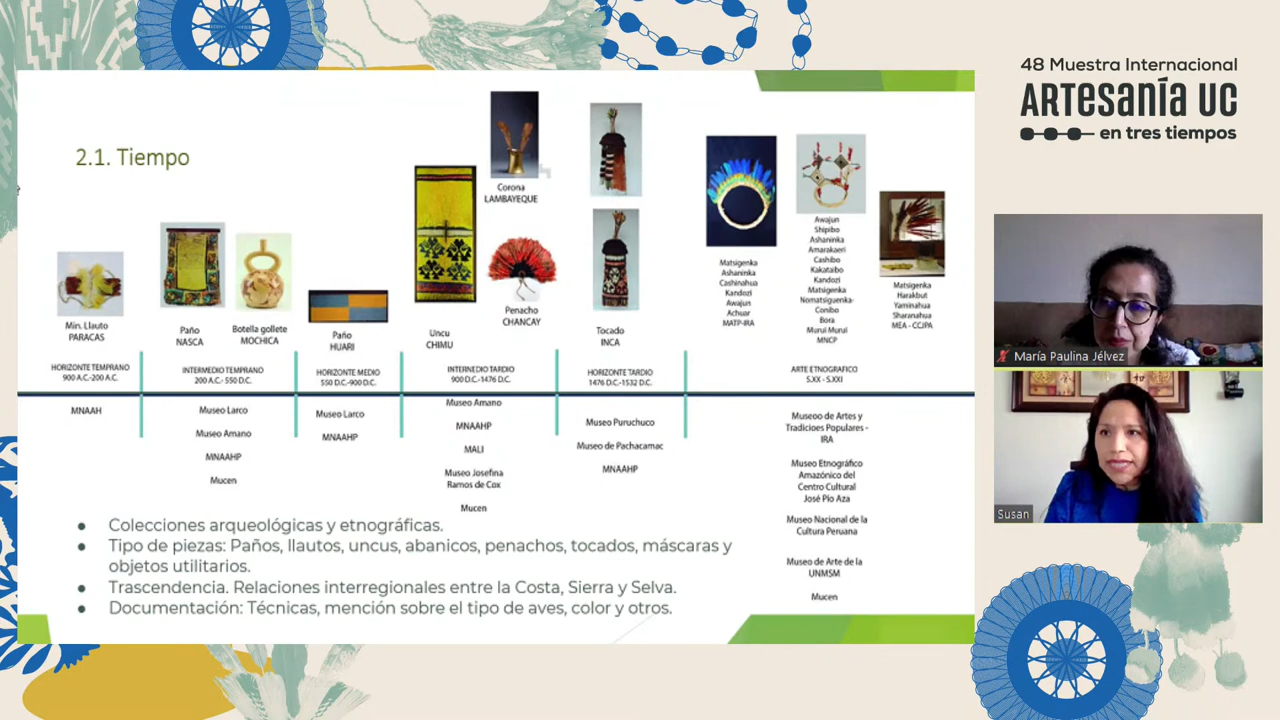 48 Muestra Internacional
ARTESANÍA UC
en tres tiempos
2.1. Tiempo
Min. Llauto
PARACAS
Paño
NASCA
Botella gollete
MOCHICA
Paño
HUARI
Uncu
CHIMU
Corona
LAMBAYEQUE
Penacho
CHANCAY
Tocado
INCA
Matsigenka
Ashaninka
Cashinahua
Kandozi
Awajun
Achuar
MATP-IRA
Awajun
Shipibo
Ashaninka
Amarakaeri
Cashibo
Kakataibo
Kandozi
Matsigenka
Nomatsiguenka-
Conibo
Bora
Murui Murui
MNCP
Matsigenka
Harakbut
Yaminahua
Sharanahua
MEA - CCJPA
HORIZONTE TEMPRANO
900 A.C.-200 A.C.
INTERMEDIO TEMPRANO
200 A.C.- 550 D.C.
HORIZONTE MEDIO
550 D.C.-900 D.C.
INTERNEDIO TARDIO
900 D.C.-1476 D.C.
HORIZONTE TARDIO
1476 D.C.-1532 D.C.
ARTE ETNOGRAFICO
S.XX - S.XXI
MNAAH
Museo Larco
Museo Amano
MNAAHP
Mucen
Museo Larco
MNAAHP
Museo Amano
MNAAHP
MALI
Museo Josefina
Ramos de Cox
Mucen
Museo Puruchuco
Museo de Pachacamac
MNAAHP
Museoo de Artes y
Tradicioes Populares -
IRA
Museo Etnográfico
Amazónico del
Centro Cultural
José Pío Aza
Museo Nacional de la
Cultura Peruana
Museo de Arte de la
UNMSM
Mucen
● Colecciones arqueológicas y etnográficas.
● Tipo de piezas: Paños, llautos, uncus, abanicos, penachos, tocados, máscaras y
objetos utilitarios.
● Trascendencia. Relaciones interregionales entre la Costa, Sierra y Selva.
● Documentación: Técnicas, mención sobre el tipo de aves, color y otros.
María Paulina Jélvez
Susan